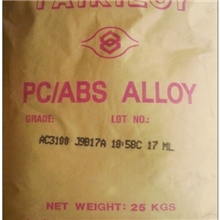 PC/ABS ALLOY
GRADE: LOT NO.:
AC3100 J9B17A 18:58C 17 ML
NET WEIGHT: 25 KGS